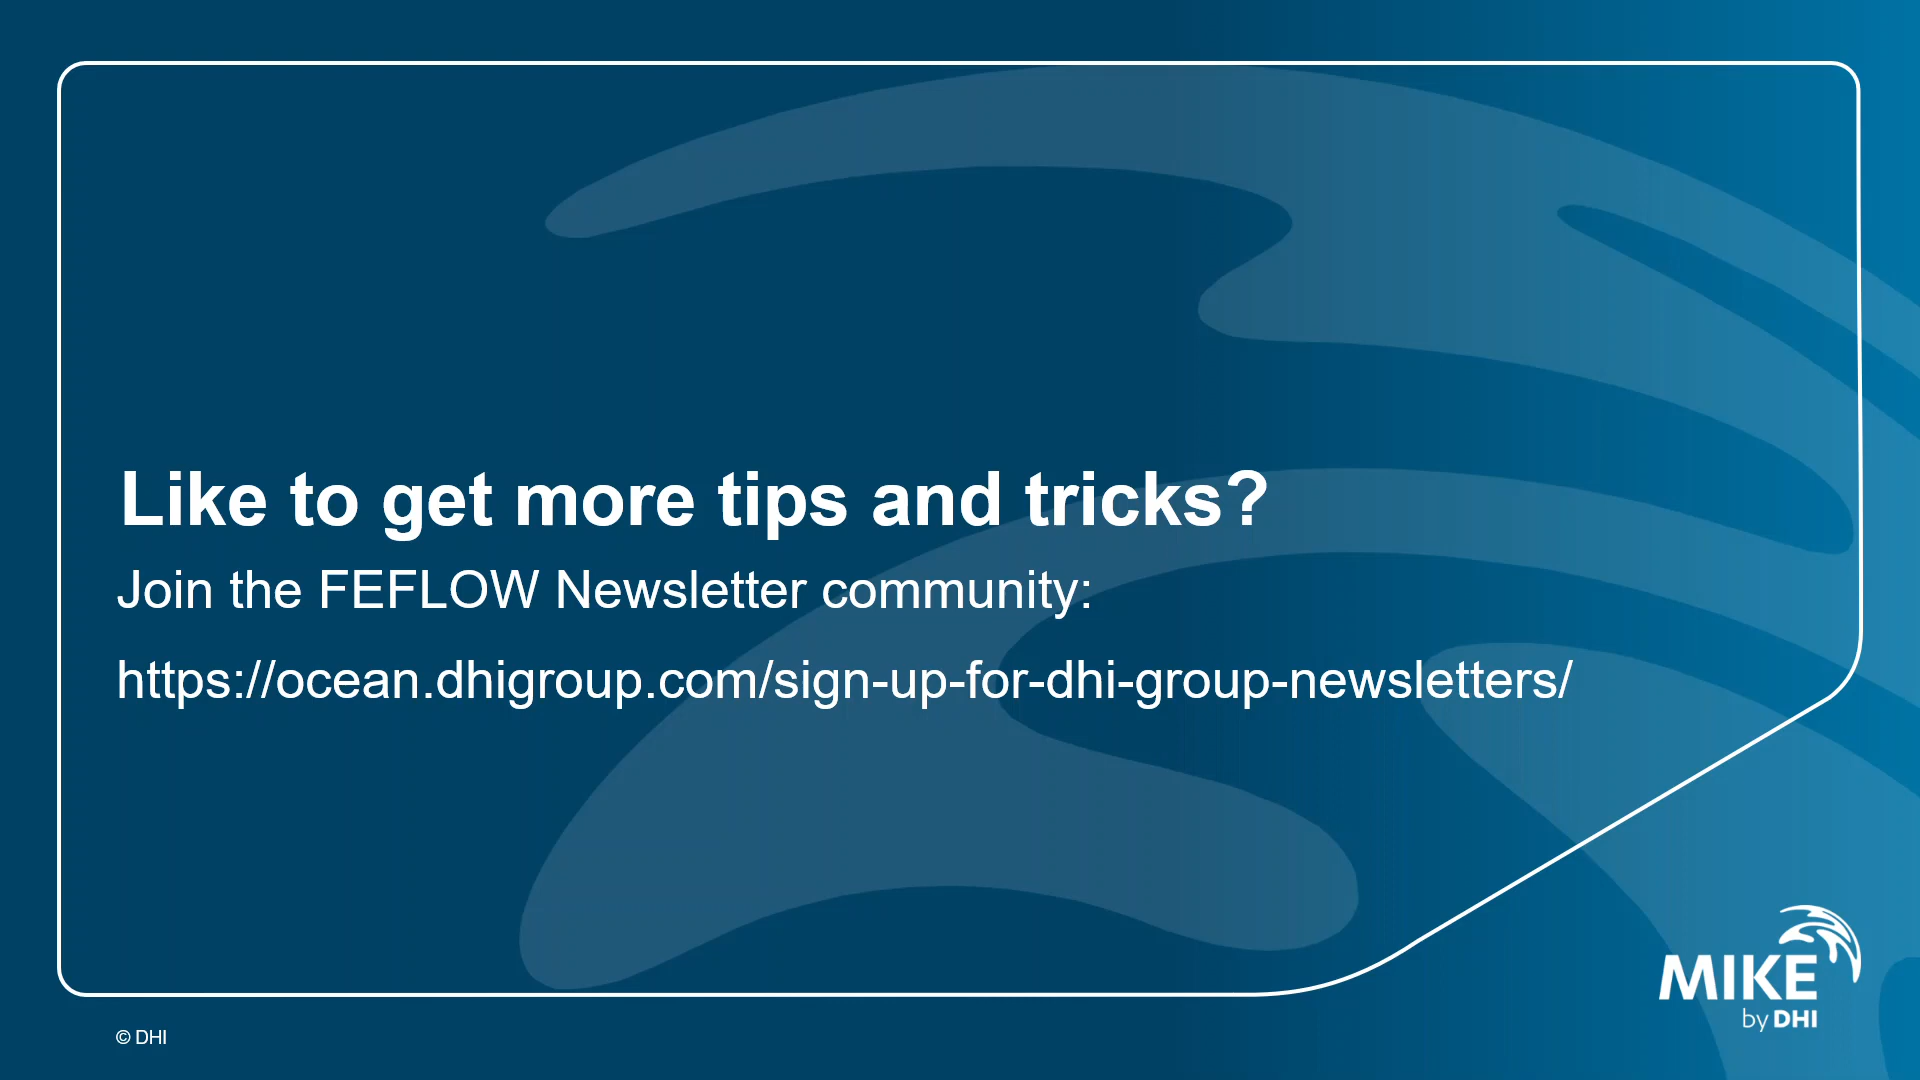 Like to get more tips and tricks?
Join the FEFLOW Newsletter community:
https://ocean.dhigroup.com/sign-up-for-dhi-group-newsletters/
MIKE
by DHI
© DHI